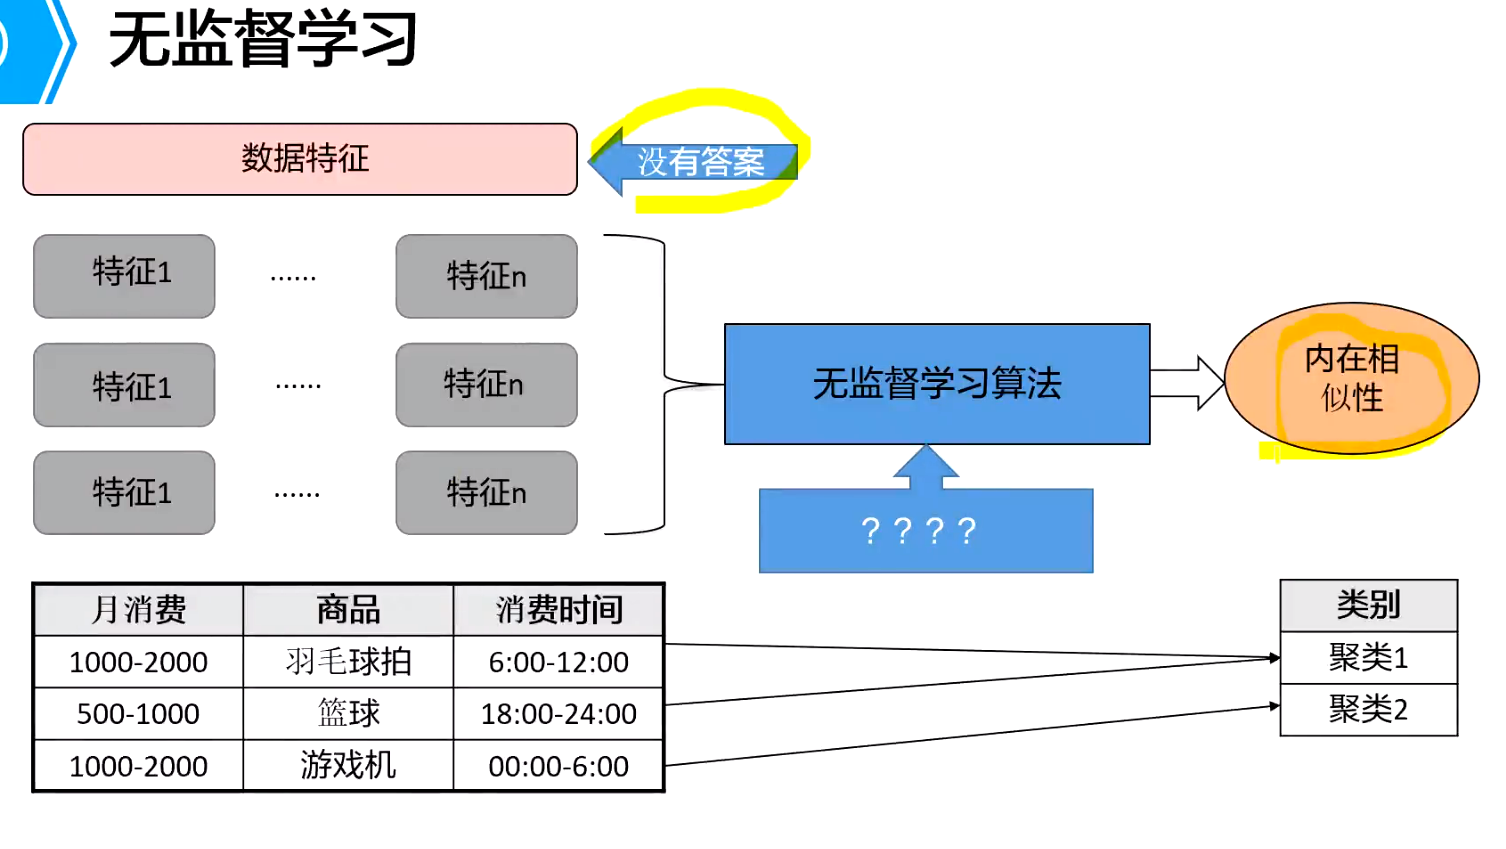 无监督学习
数据特征
没有答案
特征1 ...... 特征n
特征1 ...... 特征n
特征1 ...... 特征n
无监督学习算法
内在相
似性
？？？？
月消费 商品 消费时间
1000-2000 羽毛球拍 6:00-12:00
500-1000 篮球 18:00-24:00
1000-2000 游戏机 00:00-6:00
类别
聚类1
聚类2